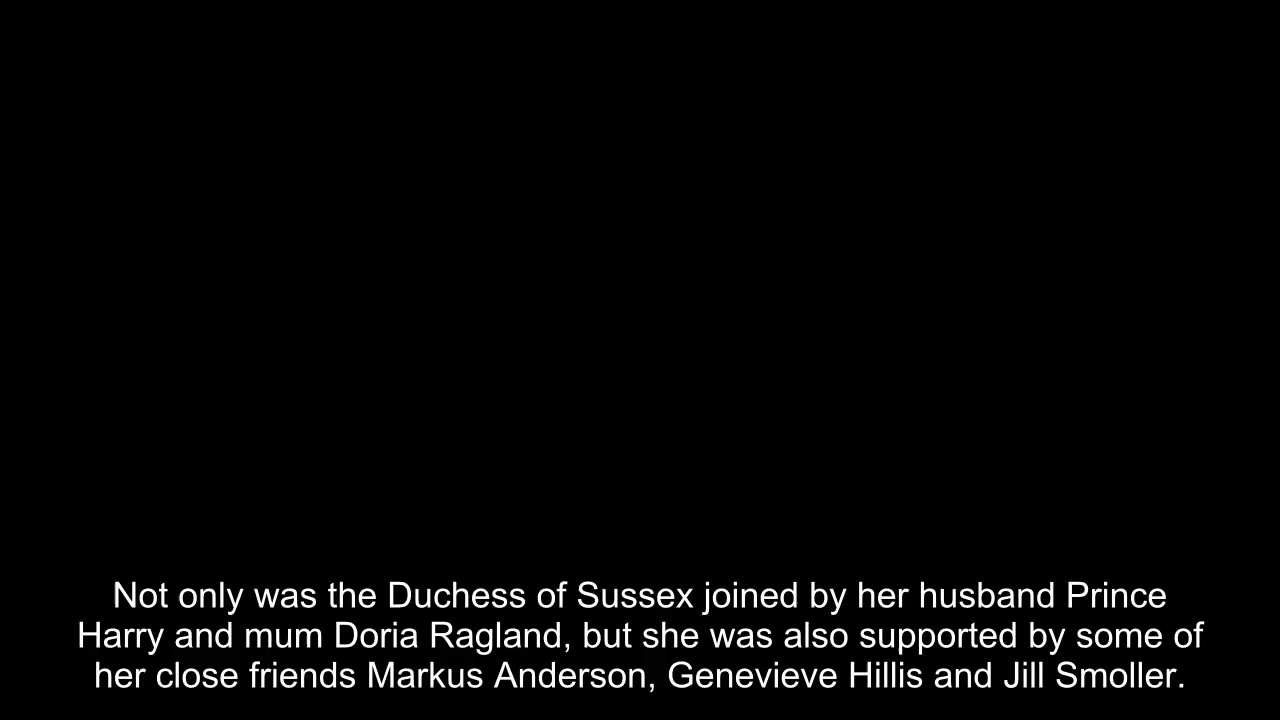 Not only was the Duchess of Sussex joined by her husband Prince
Harry and mum Doria Ragland, but she was also supported by some of
her close friends Markus Anderson, Genevieve Hillis and Jill Smoller.